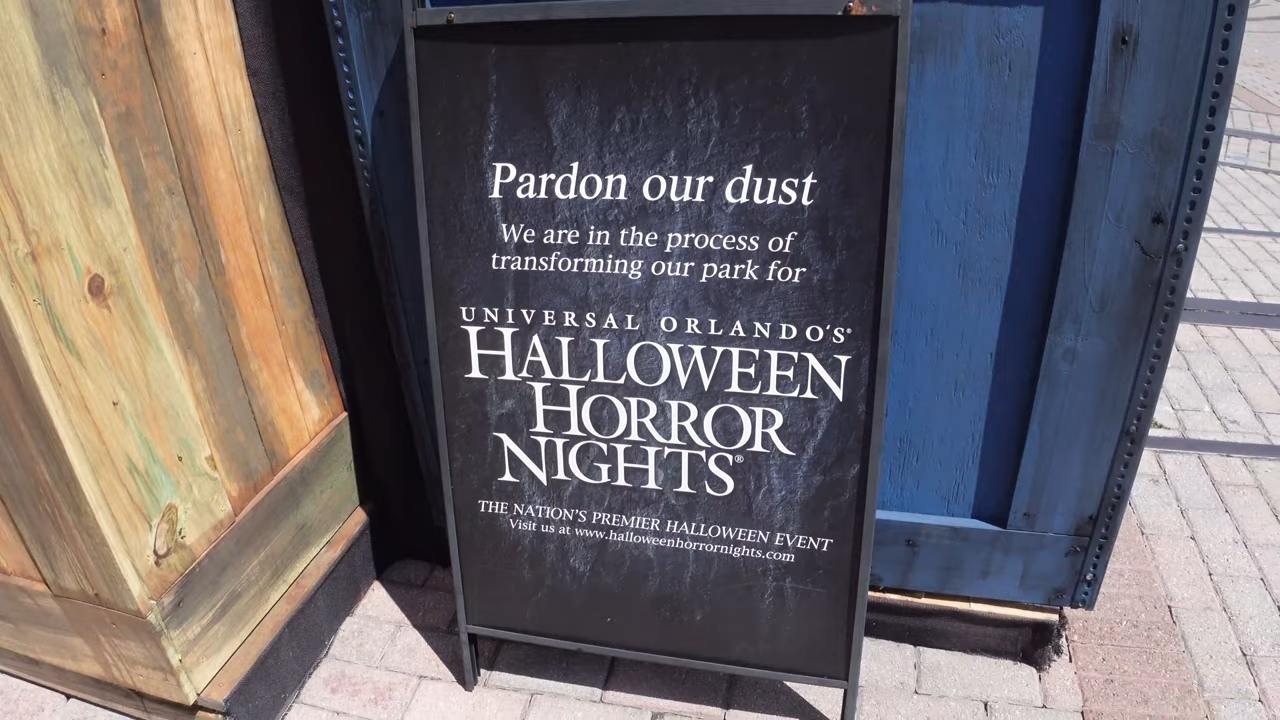 Pardon our dust
We are in the process of
transforming our park for
UNIVERSAL ORLANDO'S®
HALLOWEEN
HORROR
NIGHTS®
THE NATION'S PREMIER HALLOWEEN EVENT
Visit us at www.halloweenhorrornights.com